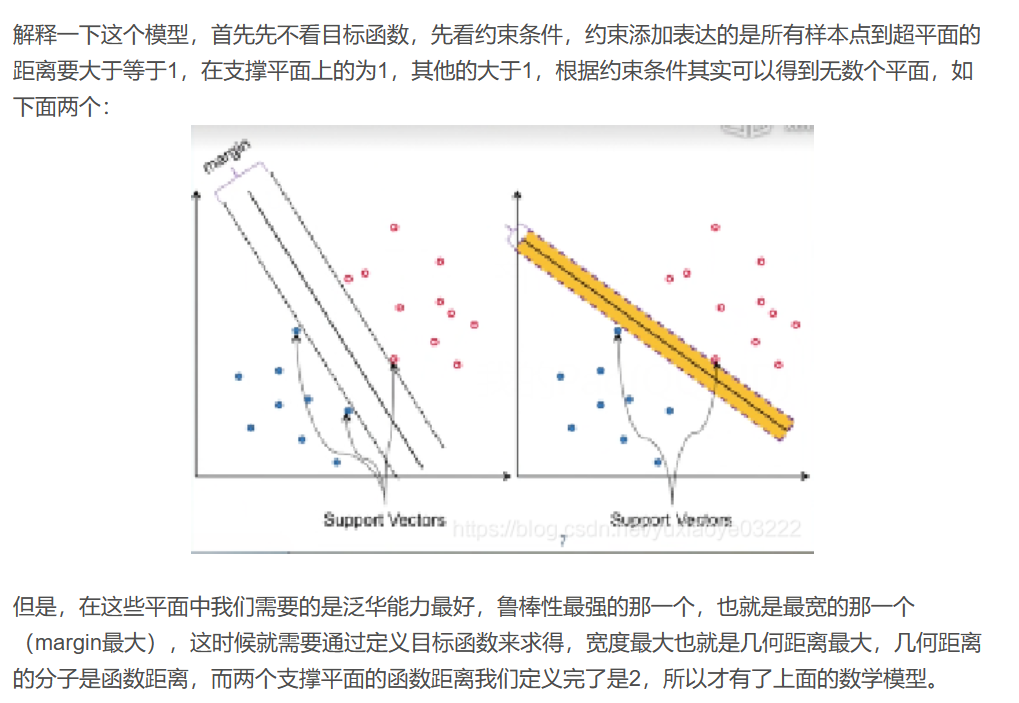 解释一下这个模型，首先先不看目标函数，先看约束条件，约束添加表达的是所有样本点到超平面的
距离要大于等于1，在支撑平面上的为1，其他的大于1，根据约束条件其实可以得到无数个平面，如
下面两个：
margin
Support Vectors
Support Vectors
https://blog.csdn.net/yuxiaoye03222
7
但是，在这些平面中我们需要的是泛华能力最好，鲁棒性最强的那一个，也就是最宽的那一个
（margin最大），这时候就需要通过定义目标函数来求得，宽度最大也就是几何距离最大，几何距离
的分子是函数距离，而两个支撑平面的函数距离我们定义完了是2，所以才有了上面的数学模型。